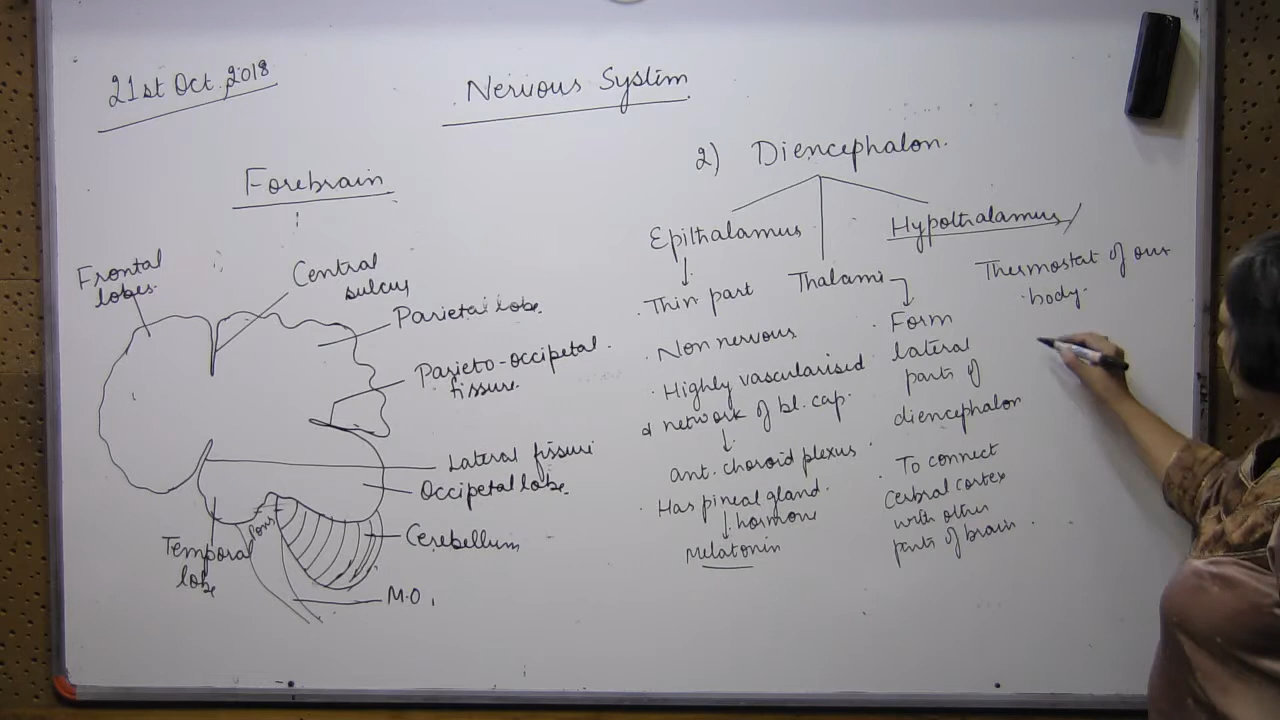 21st Oct, 2018
Nervous System
Forebrain
Frontal
lobes.
Central
sulcus
Parietal lobe.
Parieto-occipetal
fissure.
Lateral fissure
Occipetal lobe.
Cerebellum
Temporal
lobe
Pons
M.O.
2) Diencephalon.
Epithalamus
· Thin part
· Non nervous
· Highly vascularised
network of bl. cap.
ant. choroid plexus
· Has pineal gland.
hormone
Melatonin
Thalami
· Form
lateral
parts of
diencephalon
· To connect
Cerbral cortex
with other
parts of brain
Hypothalamus
Thermostat of our
body.